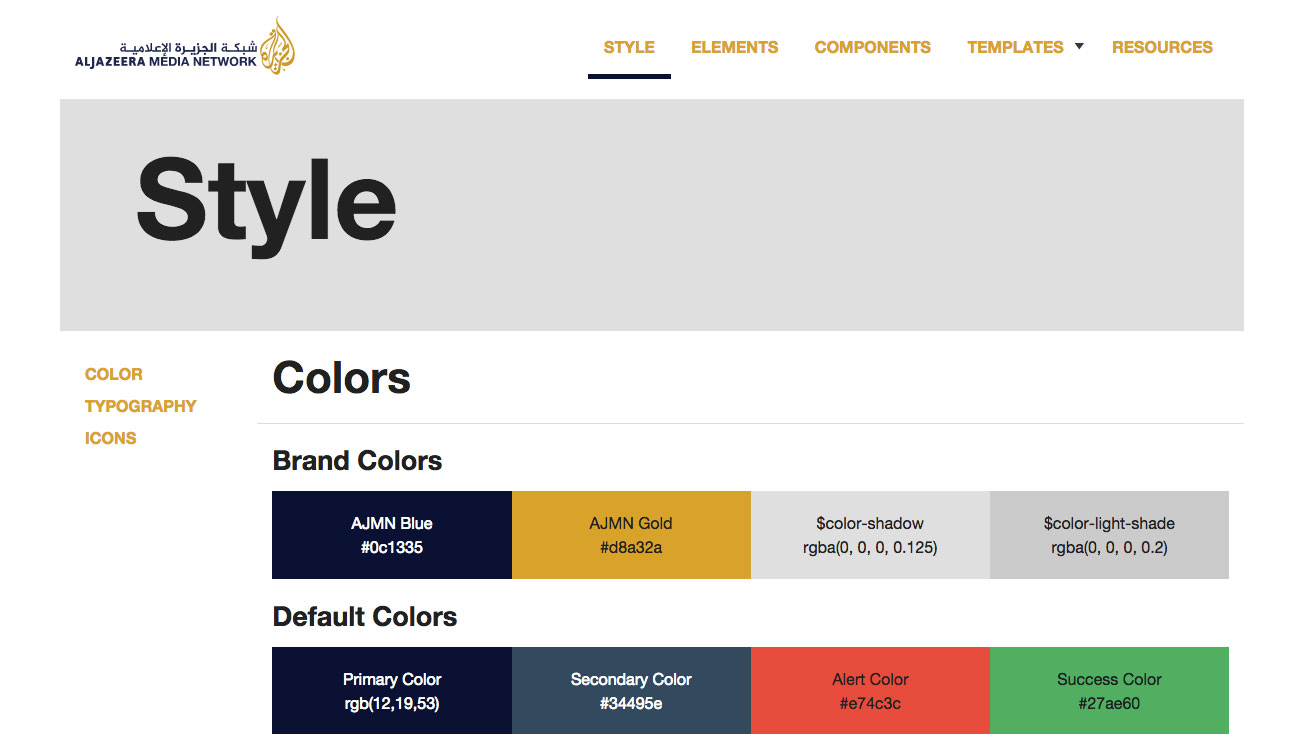 شبكة الجزيرة الإعلامية
ALJAZEERA MEDIA NETWORK
STYLE ELEMENTS COMPONENTS TEMPLATES RESOURCES
Style
COLOR
TYPOGRAPHY
ICONS
Colors
Brand Colors
AJMN Blue
#0c1335
AJMN Gold
#d8a32a
$color-shadow
rgba(0, 0, 0, 0.125)
$color-light-shade
rgba(0, 0, 0, 0.2)
Default Colors
Primary Color
rgb(12,19,53)
Secondary Color
#34495e
Alert Color
#e74c3c
Success Color
#27ae60